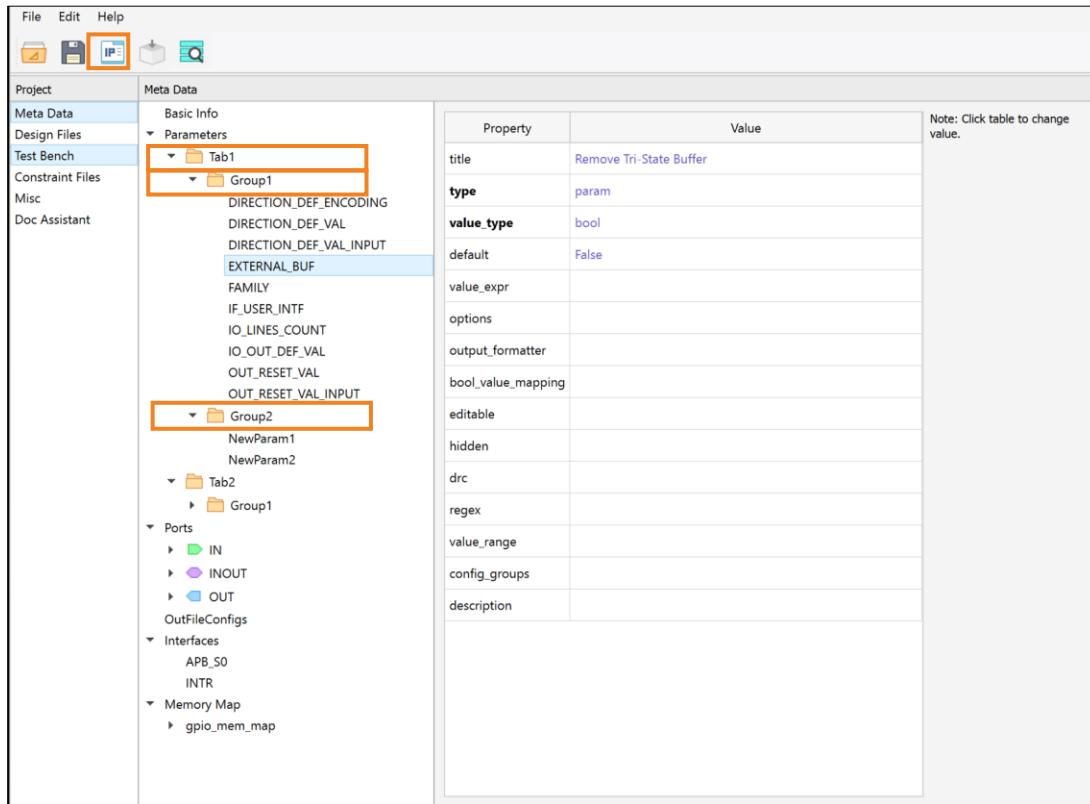 File Edit Help
IP
Project
Meta Data
Design Files
Test Bench
Constraint Files
Misc
Doc Assistant
Meta Data
Basic Info
Parameters
Tab1
Group1
DIRECTION_DEF_ENCODING
DIRECTION_DEF_VAL
DIRECTION_DEF_VAL_INPUT
EXTERNAL_BUF
FAMILY
IF_USER_INTF
IO_LINES_COUNT
IO_OUT_DEF_VAL
OUT_RESET_VAL
OUT_RESET_VAL_INPUT
Group2
NewParam1
NewParam2
Tab2
Group1
Ports
IN
INOUT
OUT
OutFileConfigs
Interfaces
APB_S0
INTR
Memory Map
gpio_mem_map
Property Value
title Remove Tri-State Buffer
type param
value_type bool
default False
value_expr
options
output_formatter
bool_value_mapping
editable
hidden
drc
regex
value_range
config_groups
description
Note: Click table to change
value.